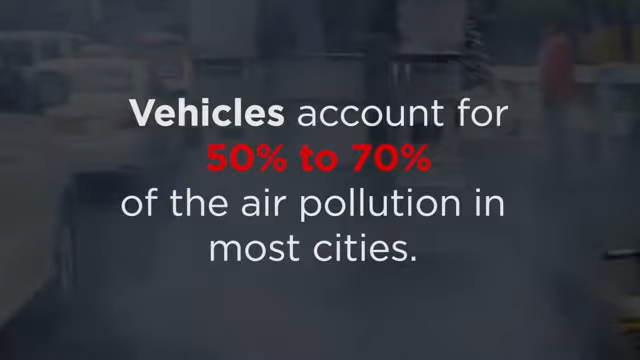 Vehicles account for
50% to 70%
of the air pollution in
most cities.